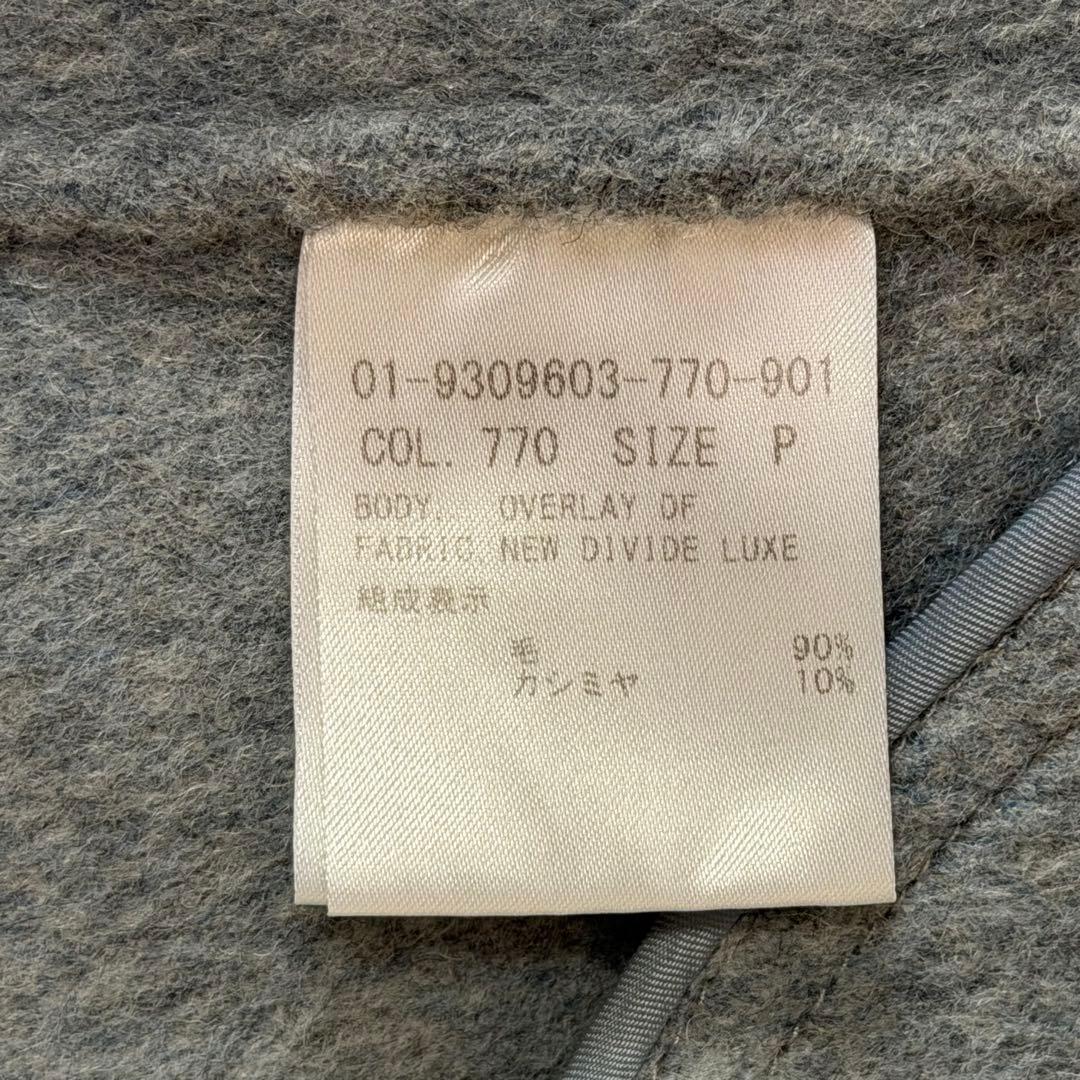 01-9309603-770-901
COL. 770 SIZE P
BODY. OVERLAY DF
FABRIC. NEW DIVIDE LUXE
組成表示
毛 90%
カシミヤ 10%